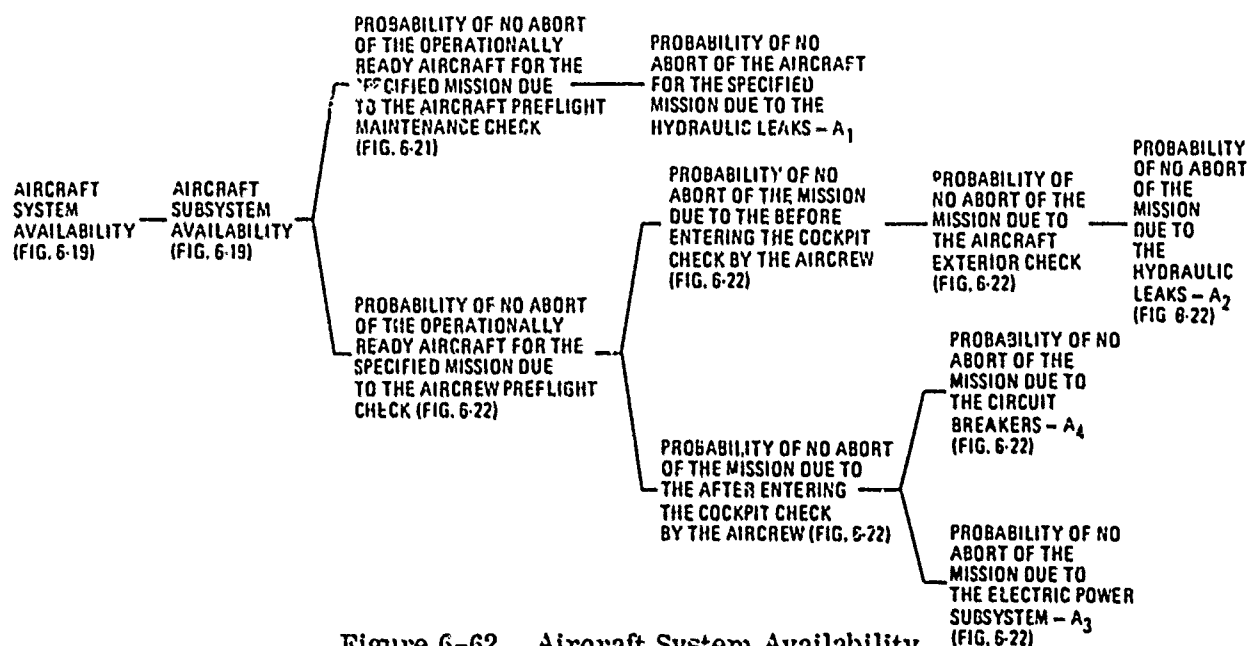 PROBABILITY OF NO ABORT
OF THE OPERATIONALLY
READY AIRCRAFT FOR THE
SPECIFIED MISSION DUE
TO THE AIRCRAFT PREFLIGHT
MAINTENANCE CHECK
(FIG. 6-21)
PROBABILITY OF NO
ABORT OF THE AIRCRAFT
FOR THE SPECIFIED
MISSION DUE TO THE
HYDRAULIC LEAKS – A₁
AIRCRAFT
SYSTEM
AVAILABILITY
(FIG. 6-19)
AIRCRAFT
SUBSYSTEM
AVAILABILITY
(FIG. 6-19)
PROBABILITY OF NO
ABORT OF THE MISSION
DUE TO THE BEFORE
ENTERING THE COCKPIT
CHECK BY THE AIRCREW
(FIG. 6-22)
PROBABILITY OF
NO ABORT OF THE
MISSION DUE TO
THE AIRCRAFT
EXTERIOR CHECK
(FIG. 6-22)
PROBABILITY
OF NO ABORT
OF THE
MISSION
DUE TO
THE
HYDRAULIC
LEAKS – A₂
(FIG 6-22)
PROBABILITY OF NO ABORT
OF THE OPERATIONALLY
READY AIRCRAFT FOR THE
SPECIFIED MISSION DUE
TO THE AIRCREW PREFLIGHT
CHECK (FIG. 6-22)
PROBABILITY OF NO ABORT
OF THE MISSION DUE TO
THE AFTER ENTERING
THE COCKPIT CHECK
BY THE AIRCREW (FIG. 6-22)
PROBABILITY OF NO
ABORT OF THE
MISSION DUE TO
THE CIRCUIT
BREAKERS – A₄
(FIG. 6-22)
PROBABILITY OF NO
ABORT OF THE
MISSION DUE TO
THE ELECTRIC POWER
SUBSYSTEM – A₃
(FIG. 6-22)
Figure 6-62. Aircraft System Availability